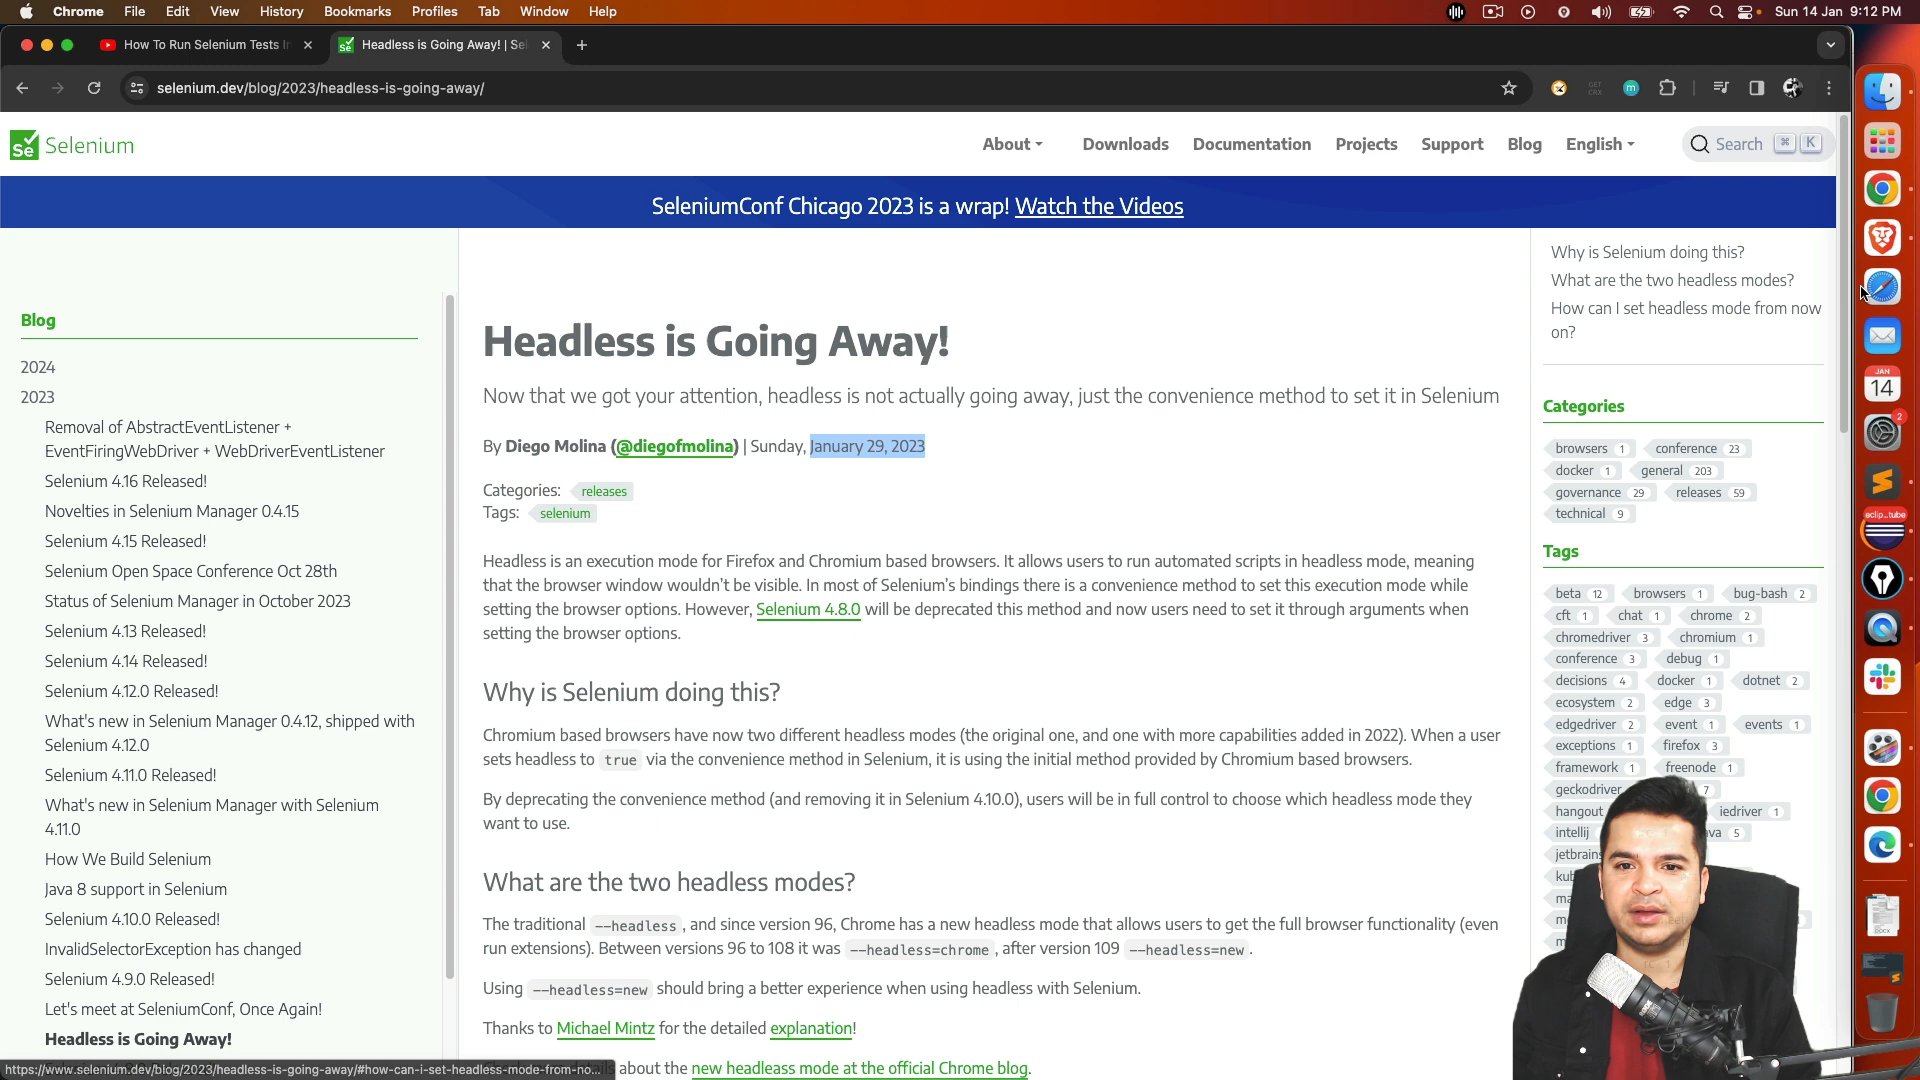 Chrome File Edit View History Bookmarks Profiles Tab Window Help
Sun 14 Jan 9:12 PM
How To Run Selenium Tests I
Headless is Going Away! | Se
selenium.dev/blog/2023/headless-is-going-away/
GET
CRX
m
Se Selenium
About Downloads Documentation Projects Support Blog English
Search ⌘ K
SeleniumConf Chicago 2023 is a wrap! Watch the Videos
Blog
2024
2023
Removal of AbstractEventListener +
EventFiringWebDriver + WebDriverEventListener
Selenium 4.16 Released!
Novelties in Selenium Manager 0.4.15
Selenium 4.15 Released!
Selenium Open Space Conference Oct 28th
Status of Selenium Manager in October 2023
Selenium 4.13 Released!
Selenium 4.14 Released!
Selenium 4.12.0 Released!
What's new in Selenium Manager 0.4.12, shipped with
Selenium 4.12.0
Selenium 4.11.0 Released!
What's new in Selenium Manager with Selenium
4.11.0
How We Build Selenium
Java 8 support in Selenium
Selenium 4.10.0 Released!
InvalidSelectorException has changed
Selenium 4.9.0 Released!
Let's meet at SeleniumConf, Once Again!
Headless is Going Away!
https://www.selenium.dev/blog/2023/headless-is-going-away/#how-can-i-set-headless-mode-from-no...
Headless is Going Away!
Now that we got your attention, headless is not actually going away, just the convenience method to set it in Selenium
By Diego Molina (@diegofmolina) | Sunday, January 29, 2023
Categories: releases
Tags: selenium
Headless is an execution mode for Firefox and Chromium based browsers. It allows users to run automated scripts in headless mode, meaning
that the browser window wouldn't be visible. In most of Selenium's bindings there is a convenience method to set this execution mode while
setting the browser options. However, Selenium 4.8.0 will be deprecated this method and now users need to set it through arguments when
setting the browser options.
Why is Selenium doing this?
Chromium based browsers have now two different headless modes (the original one, and one with more capabilities added in 2022). When a user
sets headless to true via the convenience method in Selenium, it is using the initial method provided by Chromium based browsers.
By deprecating the convenience method (and removing it in Selenium 4.10.0), users will be in full control to choose which headless mode they
want to use.
What are the two headless modes?
The traditional --headless , and since version 96, Chrome has a new headless mode that allows users to get the full browser functionality (even
run extensions). Between versions 96 to 108 it was --headless=chrome , after version 109 --headless=new .
Using --headless=new should bring a better experience when using headless with Selenium.
Thanks to Michael Mintz for the detailed explanation!
about the new headleass mode at the official Chrome blog.
Why is Selenium doing this?
What are the two headless modes?
How can I set headless mode from now
on?
Categories
browsers 1 conference 23
docker 1 general 203
governance 29 releases 59
technical 9
Tags
beta 12 browsers 1 bug-bash 2
cft 1 chat 1 chrome 2
chromedriver 3 chromium 1
conference 3 debug 1
decisions 4 docker 1 dotnet 2
ecosystem 2 edge 3
edgedriver 2 event 1 events 1
exceptions 1 firefox 3
framework 1 freenode 1
geckodriver 7
hangout iedriver 1
intellij 5
jetbrains
JAN
14
2
eclip...tube
DOCX